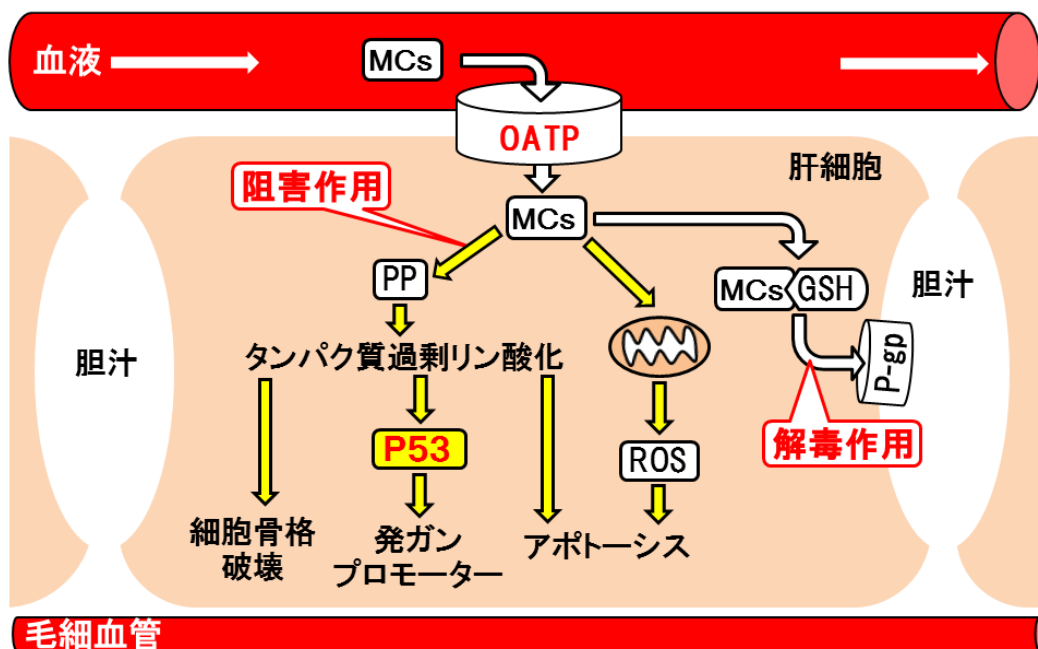 血液
MCs
OATP
肝細胞
阻害作用
MCs
PP
MCs
GSH
胆汁
胆汁
P-gp
タンパク質過剰リン酸化
P53
ROS
解毒作用
細胞骨格
破壊
発ガン
プロモーター
アポトーシス
毛細血管